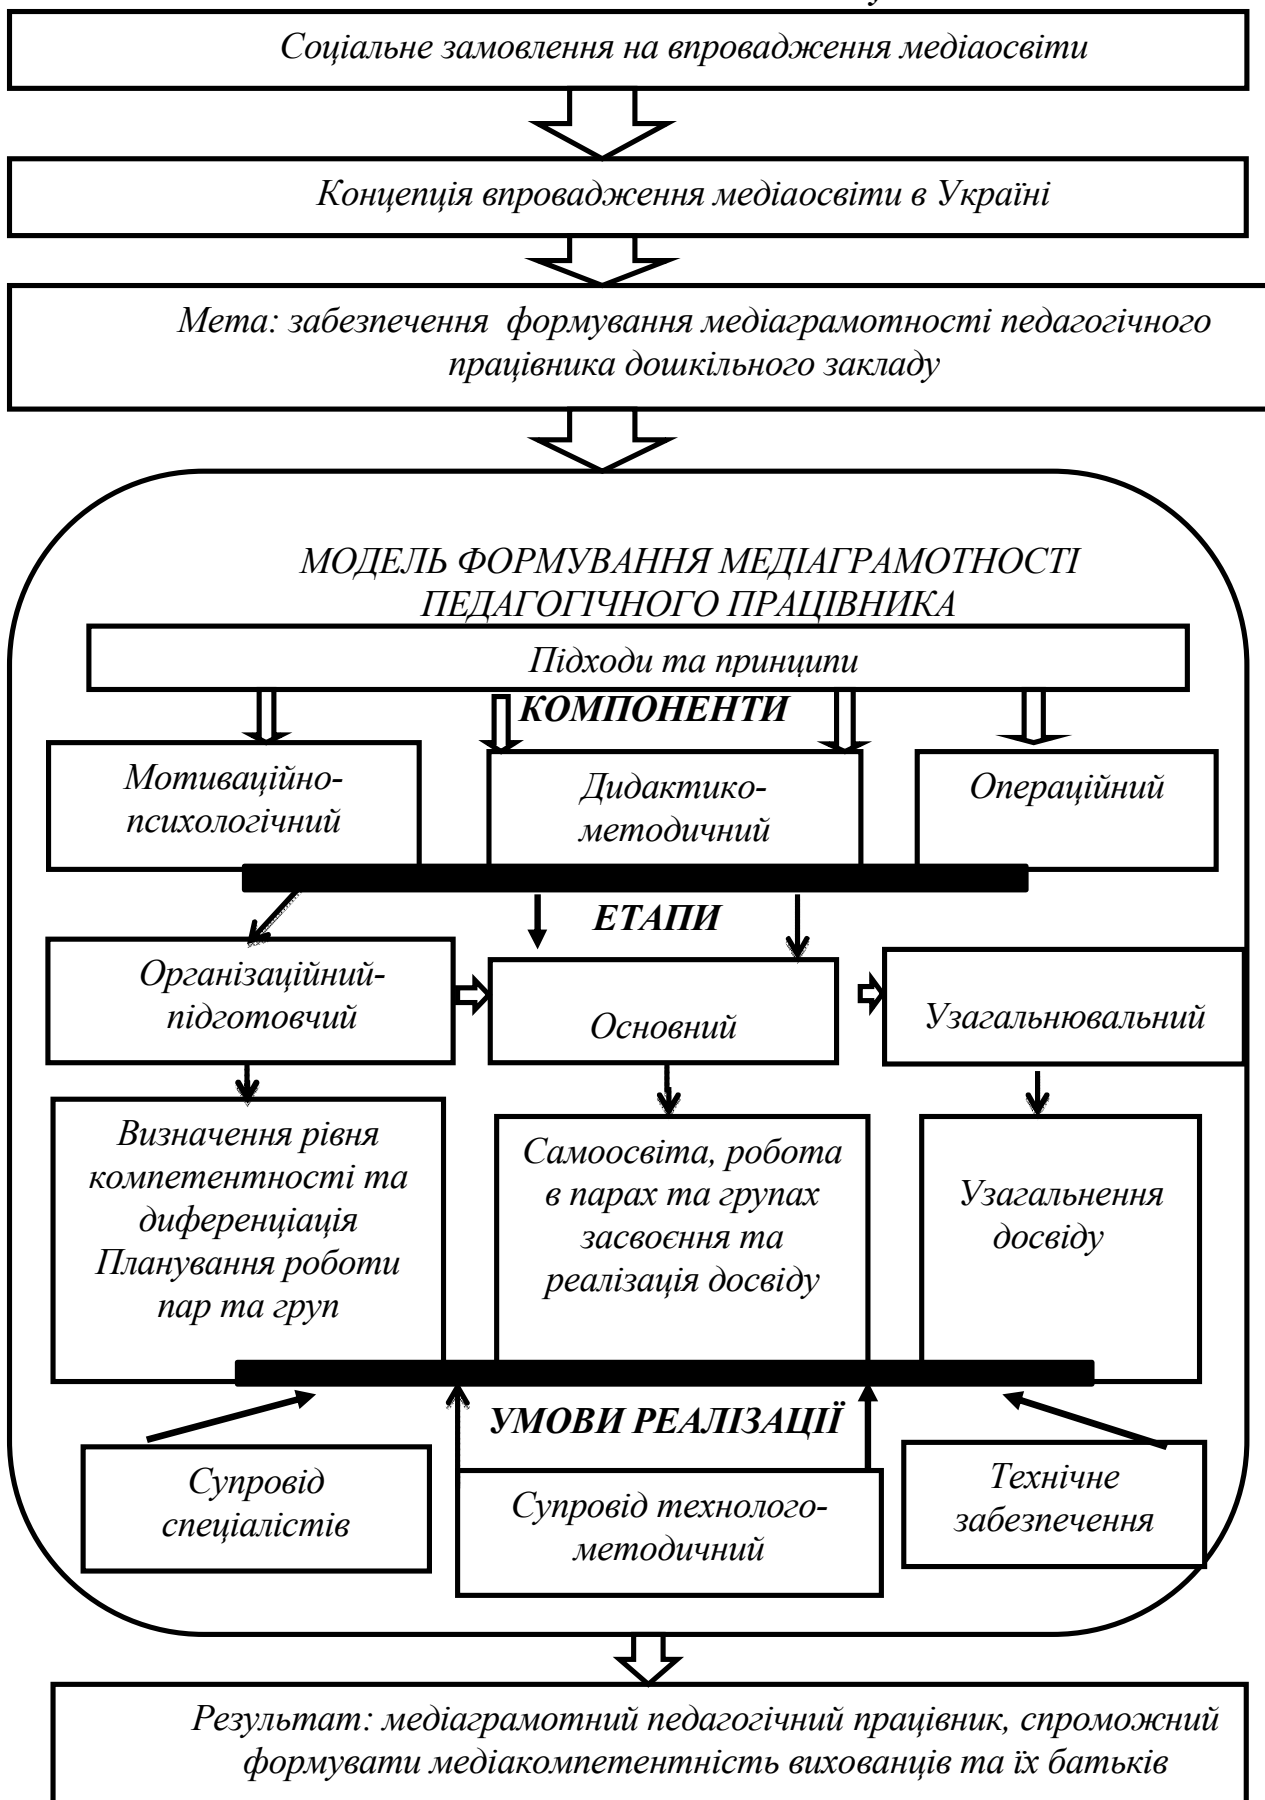 Соціальне замовлення на впровадження медіаосвіти
Концепція впровадження медіаосвіти в Україні
Мета: забезпечення формування медіаграмотності педагогічного
працівника дошкільного закладу
МОДЕЛЬ ФОРМУВАННЯ МЕДІАГРАМОТНОСТІ
ПЕДАГОГІЧНОГО ПРАЦІВНИКА
Підходи та принципи
КОМПОНЕНТИ
Мотиваційно-
психологічний
Дидактико-
методичний
Операційний
ЕТАПИ
Організаційний-
підготовчий
Основний
Узагальнювальний
Визначення рівня
компетентності та
диференціація
Планування роботи
пар та груп
Самоосвіта, робота
в парах та групах
засвоєння та
реалізація досвіду
Узагальнення
досвіду
УМОВИ РЕАЛІЗАЦІЇ
Супровід
спеціалістів
Супровід технолого-
методичний
Технічне
забезпечення
Результат: медіаграмотний педагогічний працівник, спроможний
формувати медіакомпетентність вихованців та їх батьків